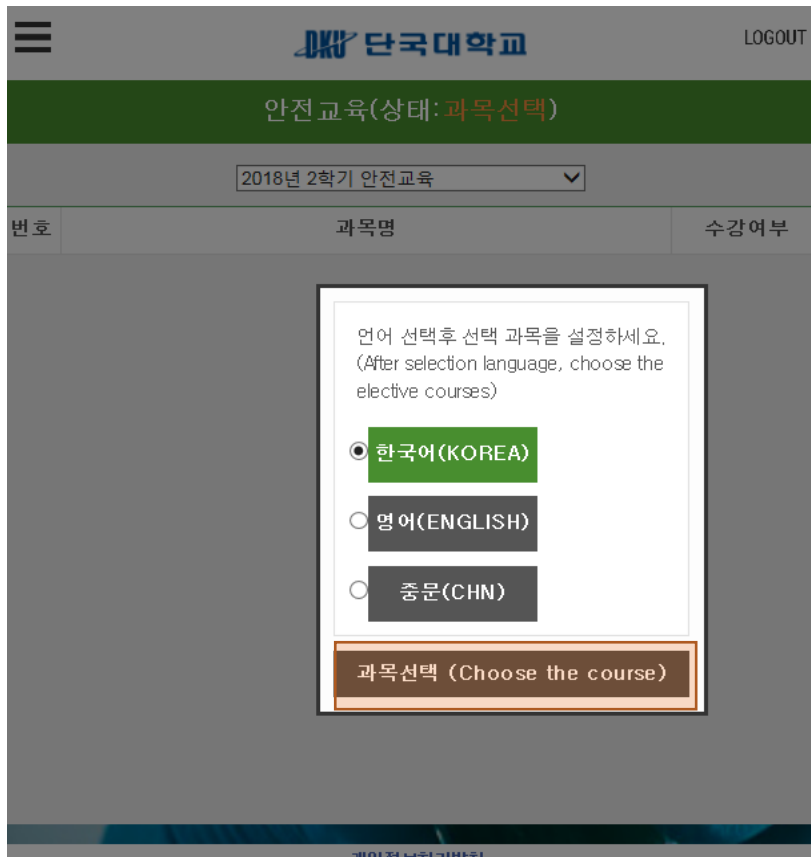 DKU 단국대학교
LOGOUT
안전교육(상태:과목선택)
2018년 2학기 안전교육
번호 과목명 수강여부
언어 선택후 선택 과목을 설정하세요.
(After selection language, choose the
elective courses)
한국어(KOREA)
영어(ENGLISH)
중문(CHN)
과목선택 (Choose the course)